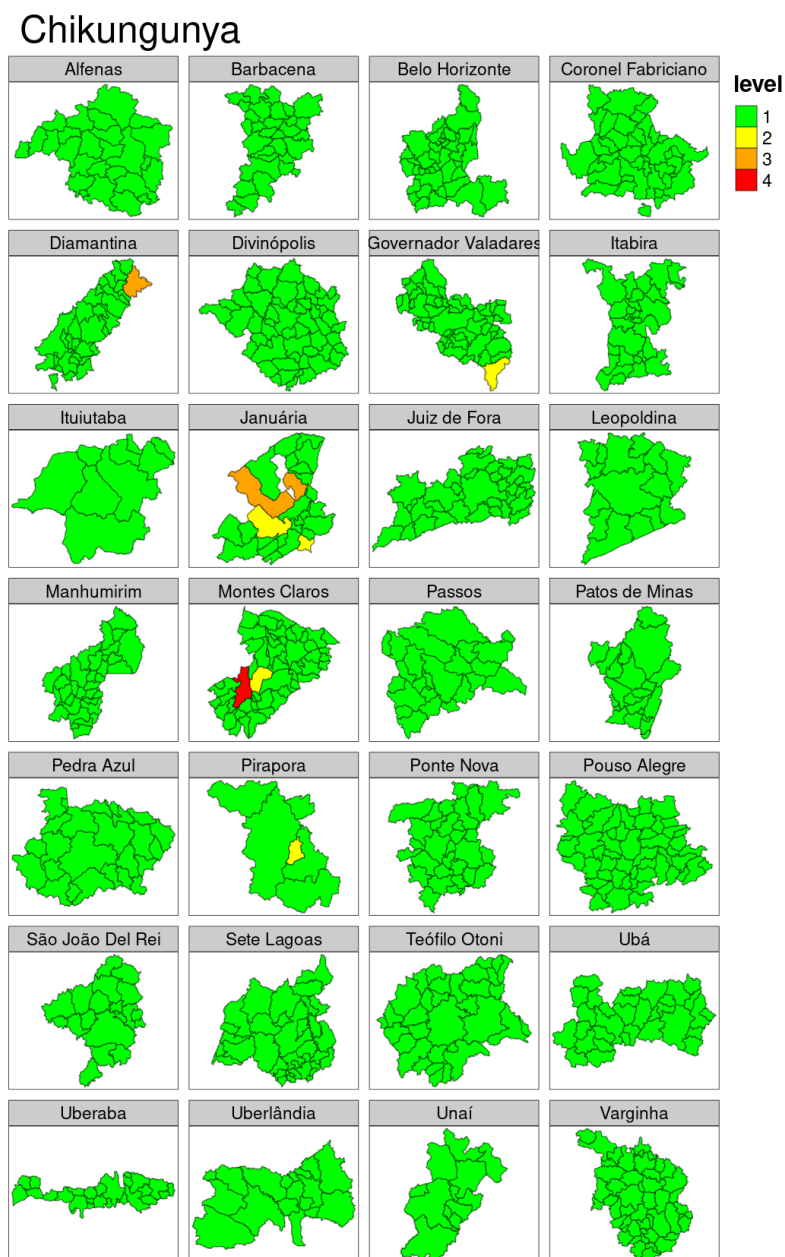 Chikungunya
Alfenas
Barbacena
Belo Horizonte
Coronel Fabriciano
level
1
2
3
4
Diamantina
Divinópolis
Governador Valadares
Itabira
Ituiutaba
Januária
Juiz de Fora
Leopoldina
Manhumirim
Montes Claros
Passos
Patos de Minas
Pedra Azul
Pirapora
Ponte Nova
Pouso Alegre
São João Del Rei
Sete Lagoas
Teófilo Otoni
Ubá
Uberaba
Uberlândia
Unaí
Varginha